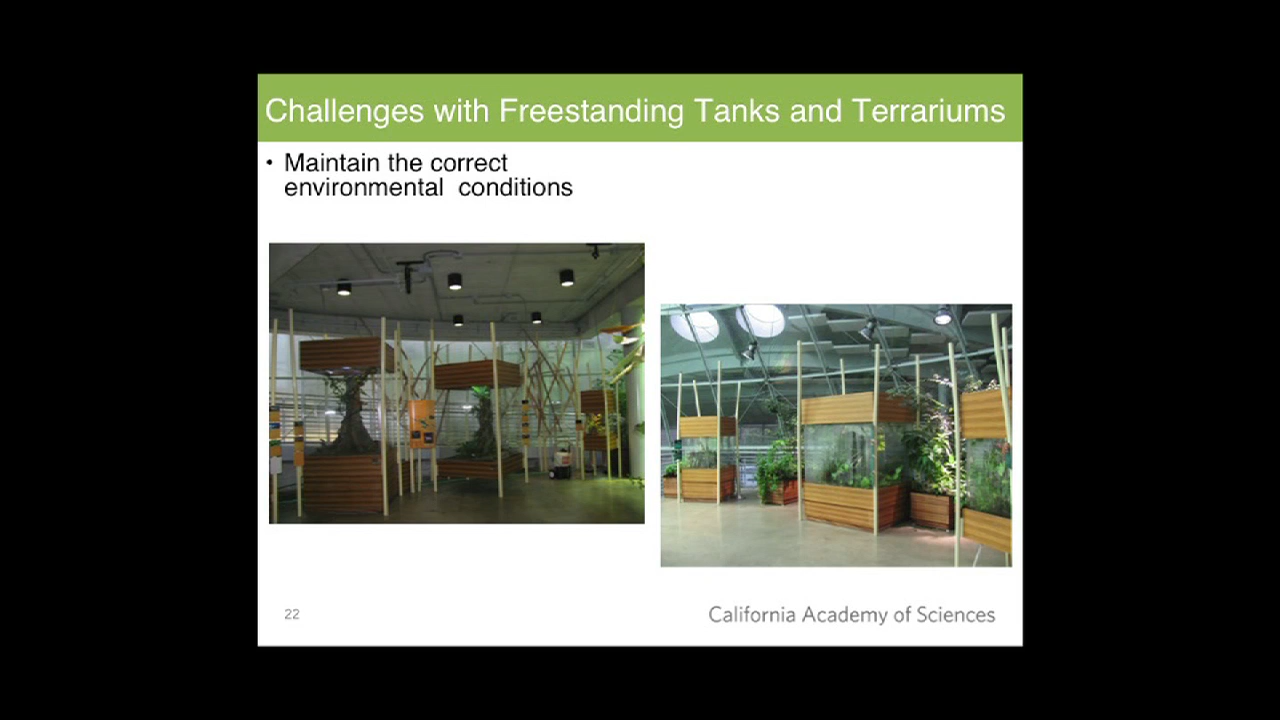 Challenges with Freestanding Tanks and Terrariums
• Maintain the correct
environmental conditions
22
California Academy of Sciences